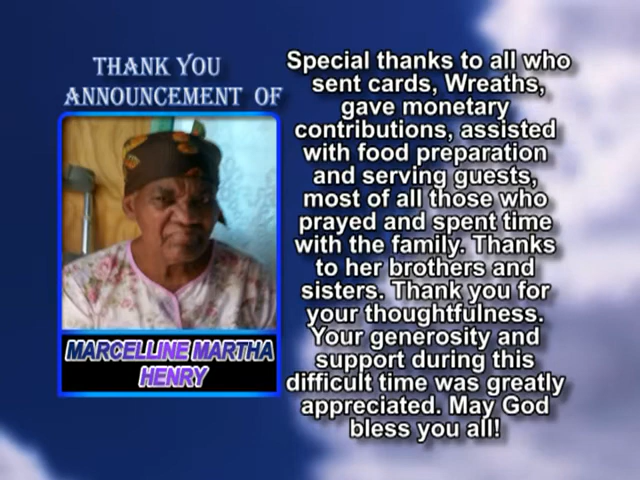 THANK YOU
ANNOUNCEMENT OF
MARCELLINE MARTHA
HENRY
Special thanks to all who
sent cards, Wreaths,
gave monetary
contributions, assisted
with food preparation
and serving guests,
most of all those who
prayed and spent time
with the family. Thanks
to her brothers and
sisters. Thank you for
your thoughtfulness.
Your generosity and
support during this
difficult time was greatly
appreciated. May God
bless you all!